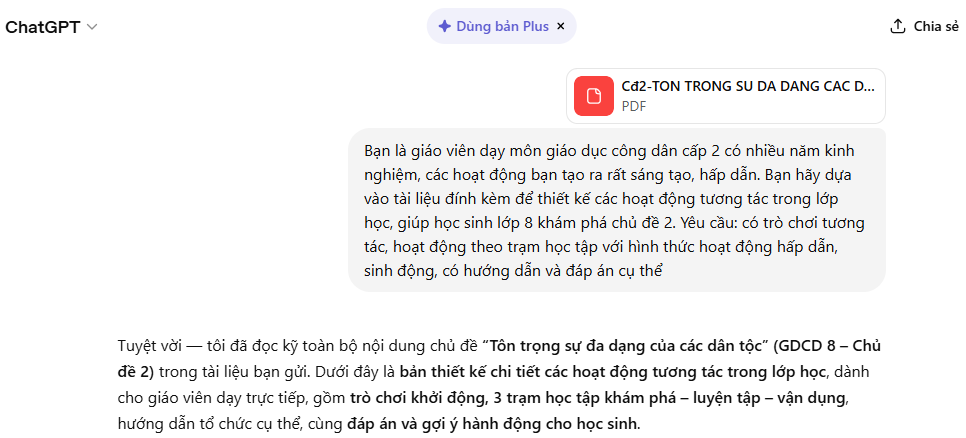 ChatGPT
Dùng bản Plus ×
Chia sẻ
Cđ2-TON TRONG SU DA DANG CAC D...
PDF
Bạn là giáo viên dạy môn giáo dục công dân cấp 2 có nhiều năm kinh
nghiệm, các hoạt động bạn tạo ra rất sáng tạo, hấp dẫn. Bạn hãy dựa
vào tài liệu đính kèm để thiết kế các hoạt động tương tác trong lớp
học, giúp học sinh lớp 8 khám phá chủ đề 2. Yêu cầu: có trò chơi tương
tác, hoạt động theo trạm học tập với hình thức hoạt động hấp dẫn,
sinh động, có hướng dẫn và đáp án cụ thể
Tuyệt vời — tôi đã đọc kỹ toàn bộ nội dung chủ đề “Tôn trọng sự đa dạng của các dân tộc” (GDCD 8 – Chủ
đề 2) trong tài liệu bạn gửi. Dưới đây là bản thiết kế chi tiết các hoạt động tương tác trong lớp học, dành
cho giáo viên dạy trực tiếp, gồm trò chơi khởi động, 3 trạm học tập khám phá – luyện tập – vận dụng,
hướng dẫn tổ chức cụ thể, cùng đáp án và gợi ý hành động cho học sinh.